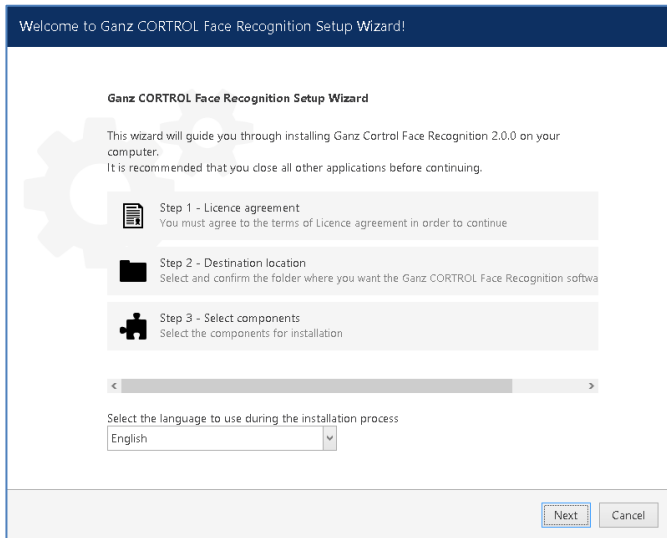 Welcome to Ganz CORTROL Face Recognition Setup Wizard!
Ganz CORTROL Face Recognition Setup Wizard
This wizard will guide you through installing Ganz Cortrol Face Recognition 2.0.0 on your
computer.
It is recommended that you close all other applications before continuing.
Step 1 - Licence agreement
You must agree to the terms of Licence agreement in order to continue
Step 2 - Destination location
Select and confirm the folder where you want the Ganz CORTROL Face Recognition softwa
Step 3 - Select components
Select the components for installation
Select the language to use during the installation process
English
Next Cancel